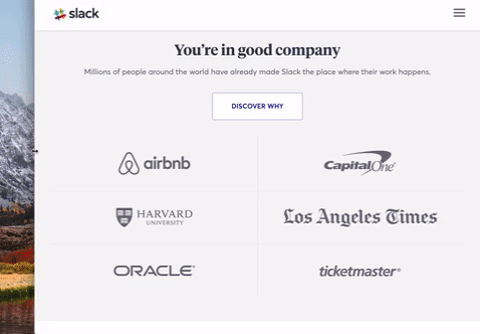 slack
You're in good company
Millions of people around the world have already made Slack the place where their work happens.
DISCOVER WHY
airbnb
Capital One®
HARVARD
UNIVERSITY
Los Angeles Times
ORACLE®
ticketmaster®